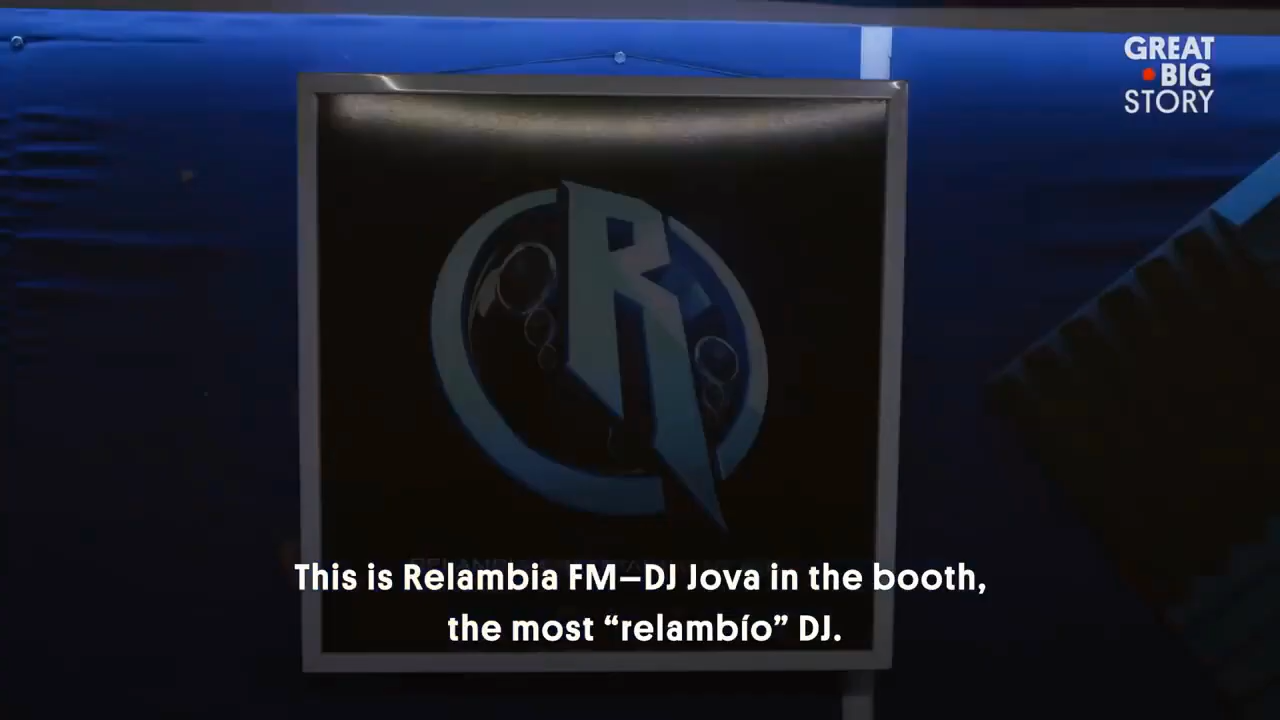 GREAT
BIG
STORY
R
This is Relambia FM—DJ Jova in the booth,
the most “relambío” DJ.